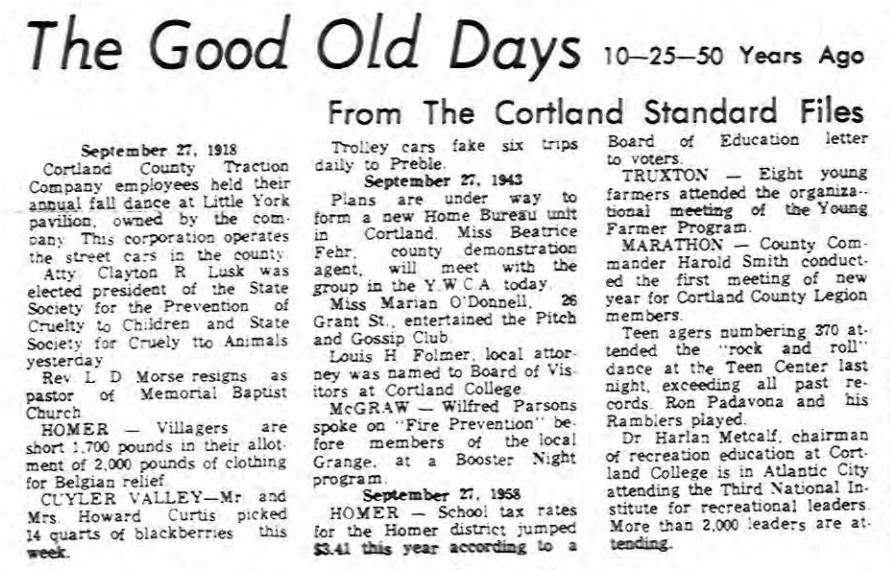 The Good Old Days 10—25—50 Years Ago
From The Cortland Standard Files
September 27, 1918
Cortland County Traction
Company employees held their
annual fall dance at Little York
pavilion, owned by the com-
pany. This corporation operates
the street cars in the county.
Atty Clayton R. Lusk was
elected president of the State
Society for the Prevention of
Cruelty to Children and State
Society for Cruely tto Animals
yesterday
Rev L D Morse resigns as
pastor of Memorial Baptist
Church
HOMER — Villagers are
short 1,700 pounds in their allot-
ment of 2,000 pounds of clothing
for Belgian relief.
CUYLER VALLEY—Mr and
Mrs. Howard Curtis picked
14 quarts of blackberries this
week.
Trolley cars fake six trips
daily to Preble.
September 27, 1943
Plans are under way to
form a new Home Bureau unit
in Cortland. Miss Beatrice
Fehr, county demonstration
agent, will meet with the
group in the Y.W.C.A. today.
Miss Marian O'Donnell, 26
Grant St., entertained the Pitch
and Gossip Club.
Louis H Folmer, local attor-
ney was named to Board of Vis-
itors at Cortland College.
McGRAW — Wilfred Parsons
spoke on "Fire Prevention" be-
fore members of the local
Grange, at a Booster Night
program.
September 27, 1958
HOMER — School tax rates
for the Homer district jumped
$3.41 this year according to a
Board of Education letter
to voters.
TRUXTON — Eight young
farmers attended the organiza-
tional meeting of the Young
Farmer Program.
MARATHON — County Com-
mander Harold Smith conduct-
ed the first meeting of new
year for Cortland County Legion
members.
Teen agers numbering 370 at-
tended the "rock and roll"
dance at the Teen Center last
night, exceeding all past re-
cords. Ron Padavona and his
Ramblers played.
Dr Harlan Metcalf, chairman
of recreation education at Cort-
land College is in Atlantic City
attending the Third National In-
stitute for recreational leaders.
More than 2,000 leaders are at-
tending.